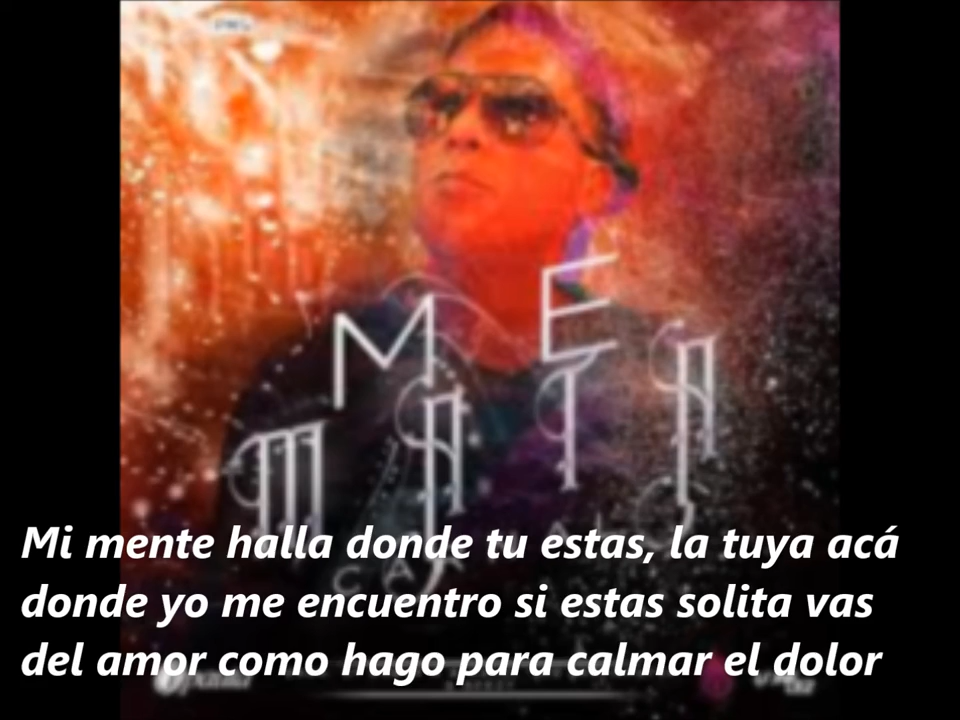 ME
MATA
Mi mente halla donde tu estas, la tuya acá
donde yo me encuentro si estas solita vas
del amor como hago para calmar el dolor